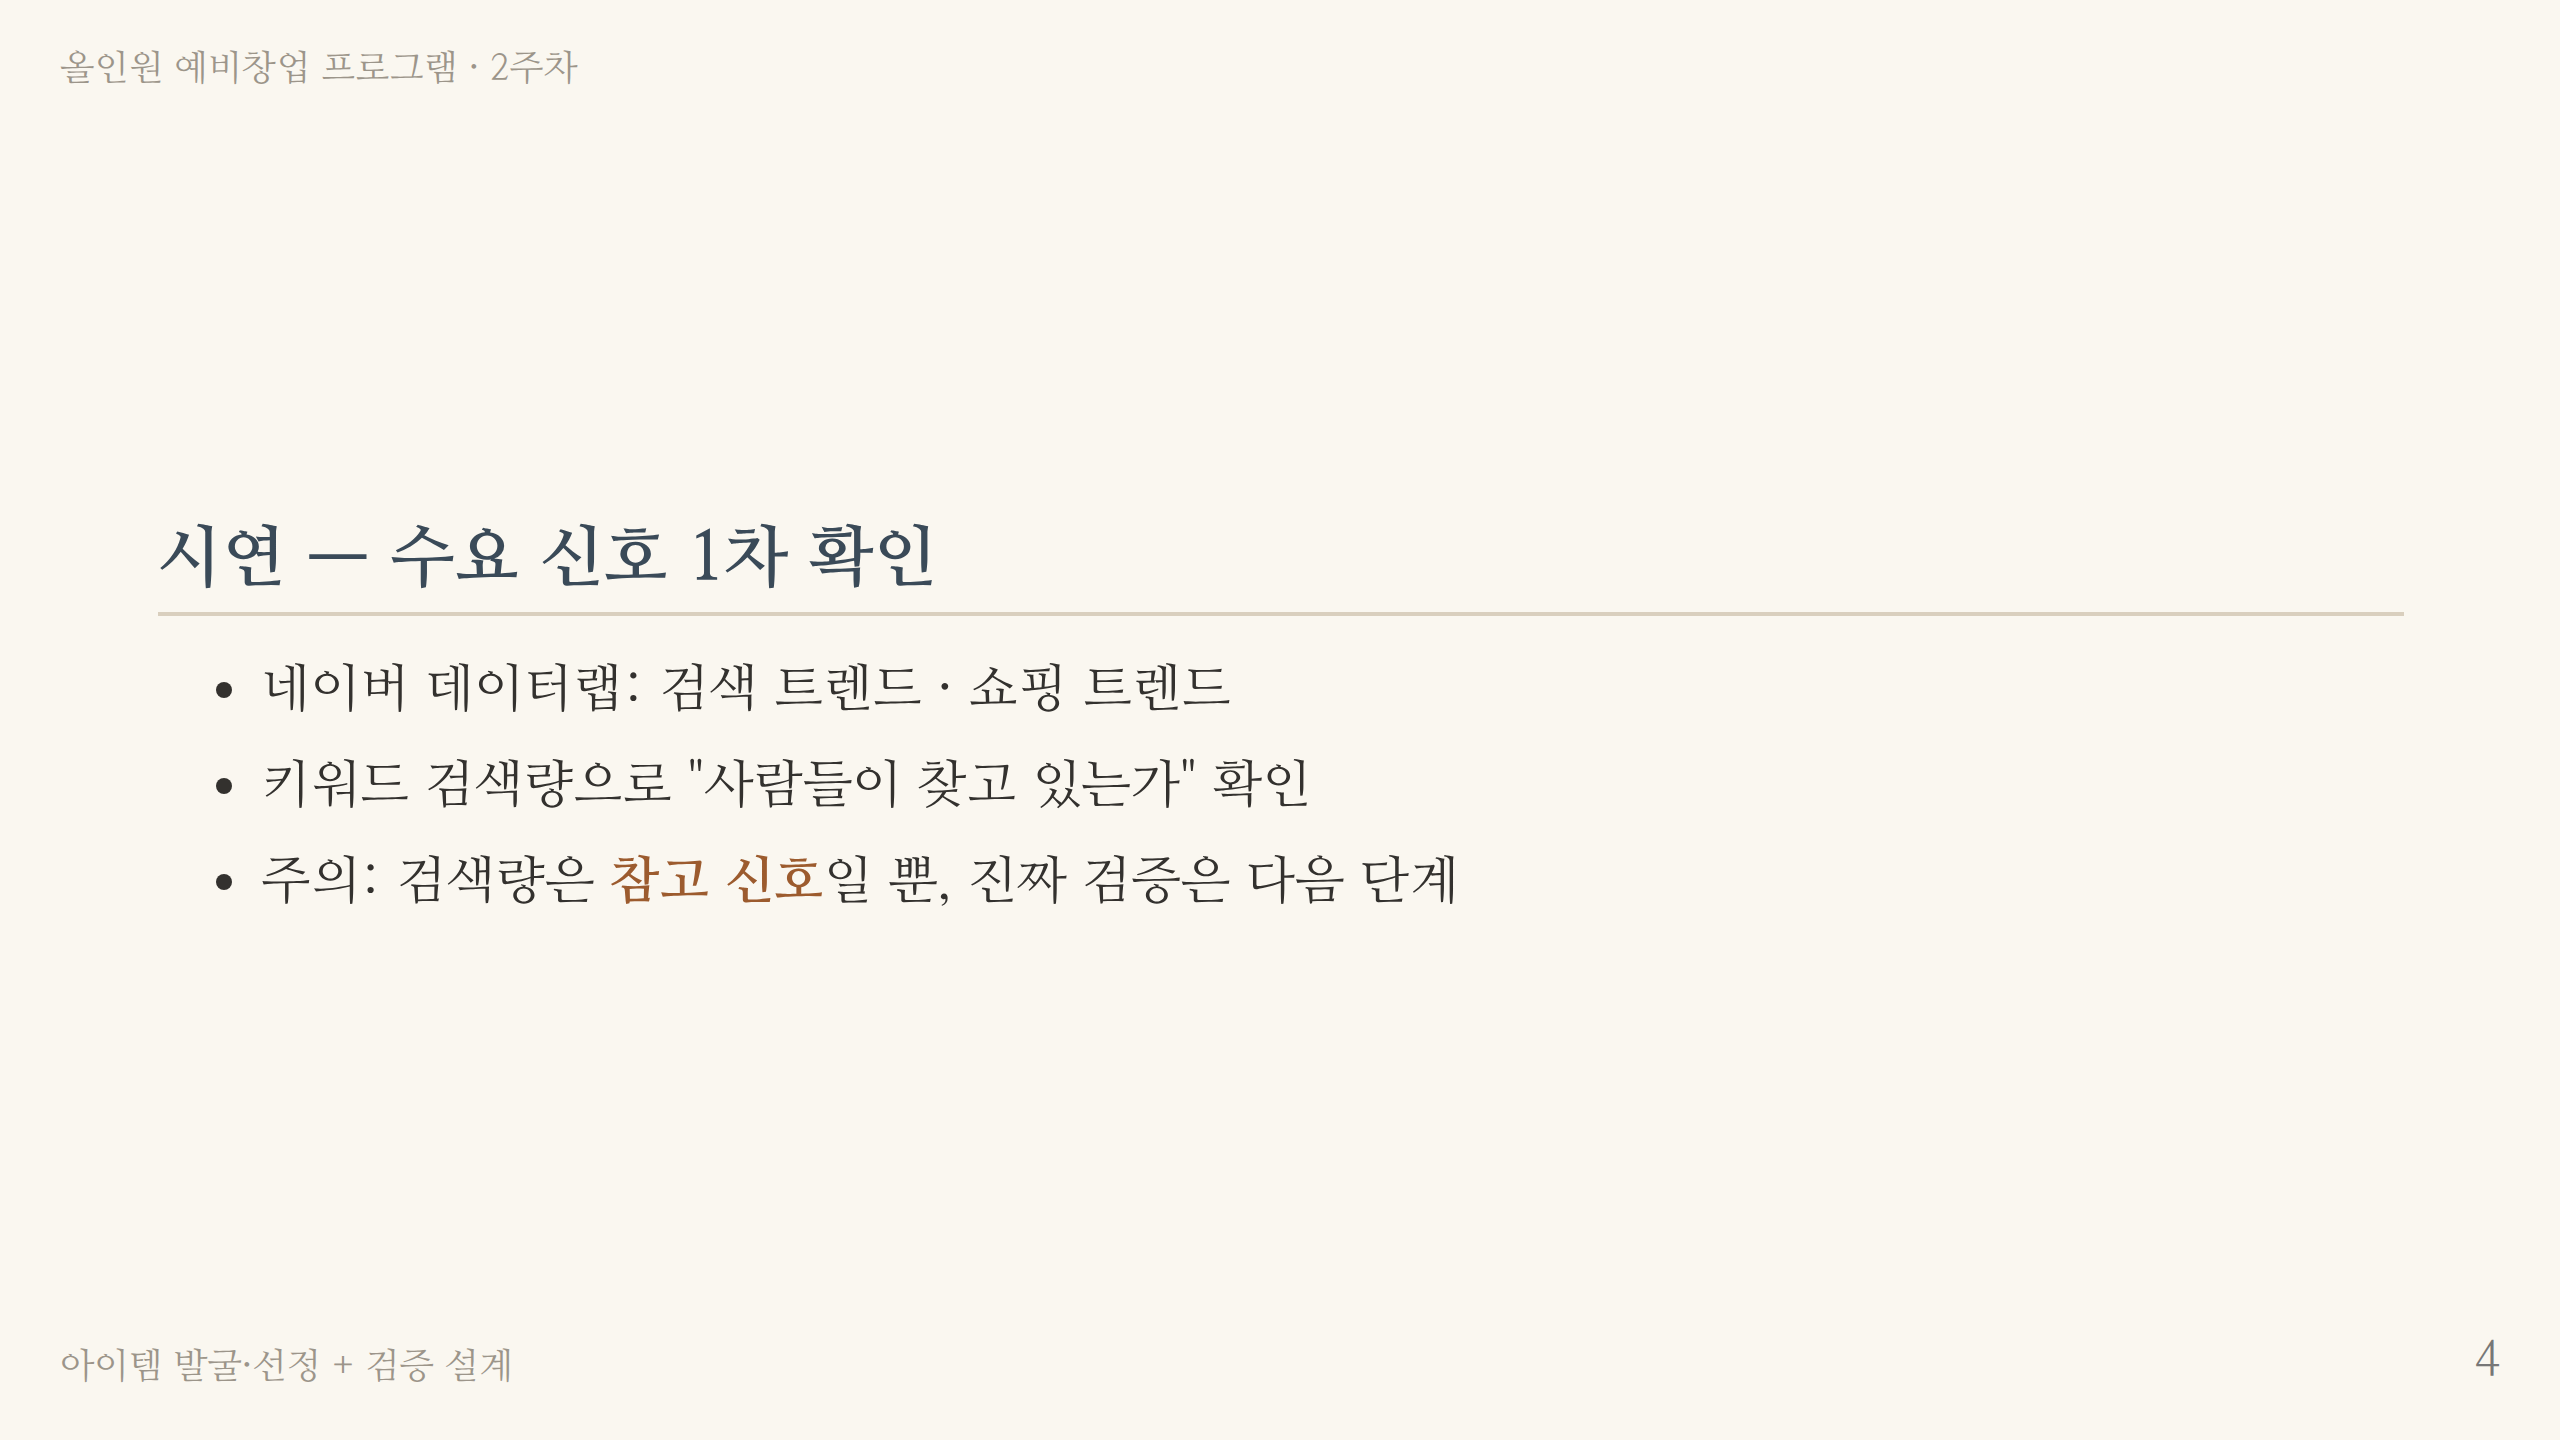 올인원 예비창업 프로그램 · 2주차
시연 — 수요 신호 1차 확인
• 네이버 데이터랩: 검색 트렌드 · 쇼핑 트렌드
• 키워드 검색량으로 "사람들이 찾고 있는가" 확인
• 주의: 검색량은 참고 신호일 뿐, 진짜 검증은 다음 단계
아이템 발굴·선정 + 검증 설계
4